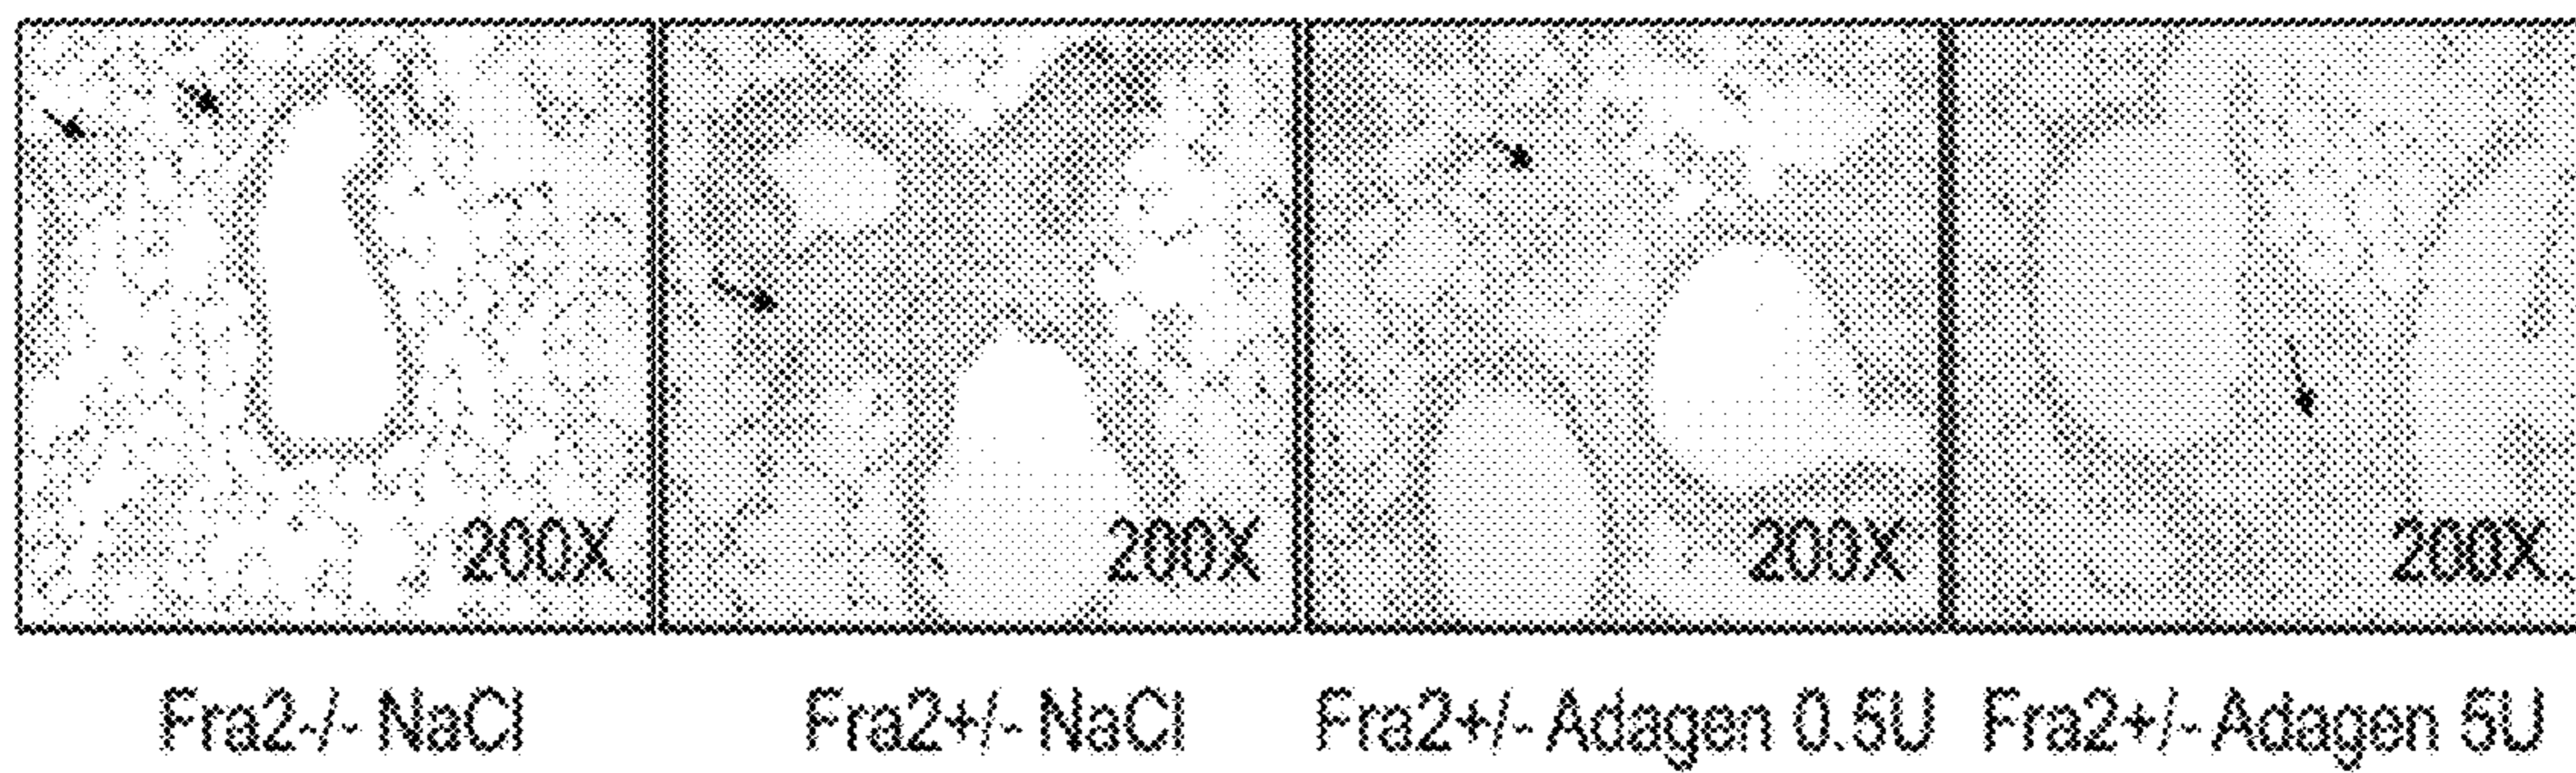 200X 200X 200X 200X
Fra2-/- NaCl Fra2+/- NaCl Fra2+/- Adagen 0.5U Fra2+/- Adagen 5U